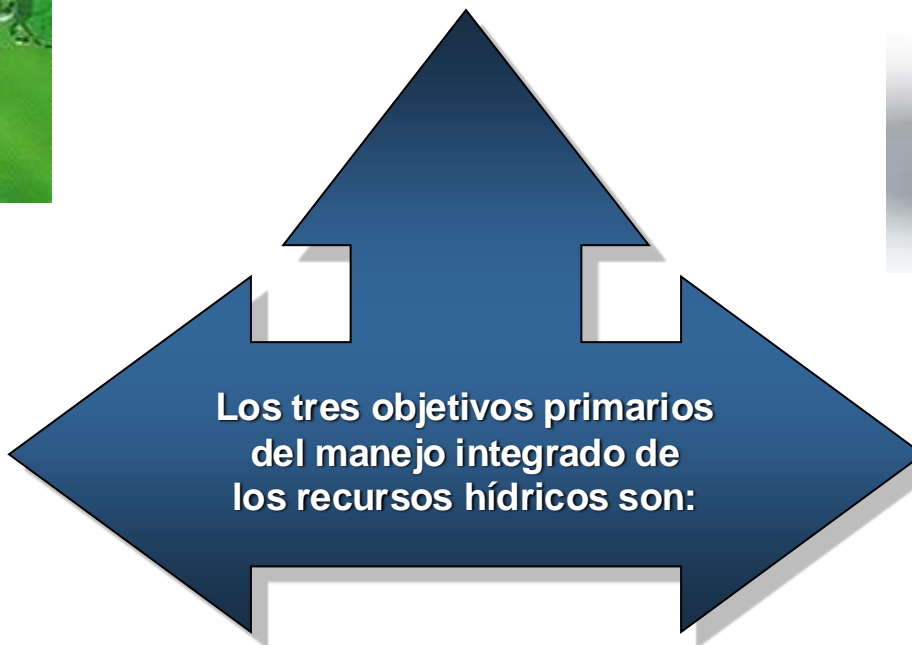 Los tres objetivos primarios
del manejo integrado de
los recursos hídricos son: